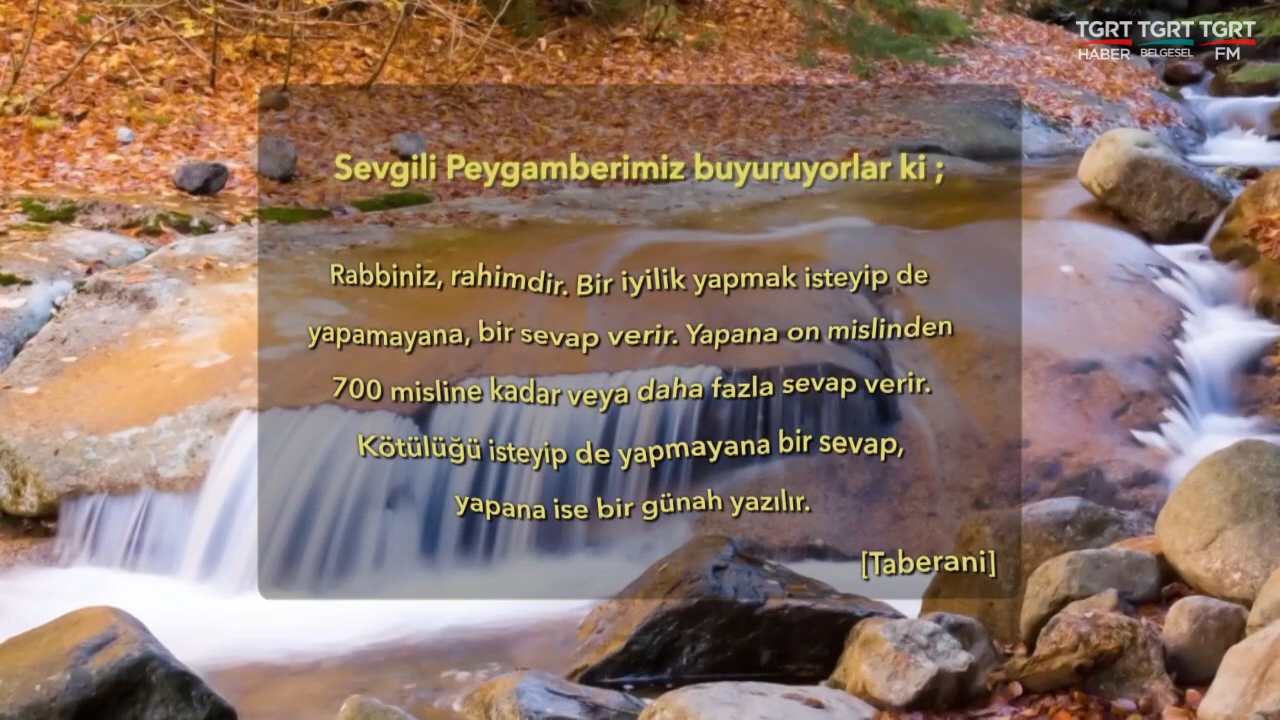 TGRT TGRT TGRT
HABER BELGESEL FM
Sevgili Peygamberimiz buyuruyorlar ki ;
Rabbiniz, rahimdir. Bir iyilik yapmak isteyip de
yapamayana, bir sevap verir. Yapana on mislinden
700 misline kadar veya daha fazla sevap verir.
Kötülüğü isteyip de yapmayana bir sevap,
yapana ise bir günah yazılır.
[Taberani]